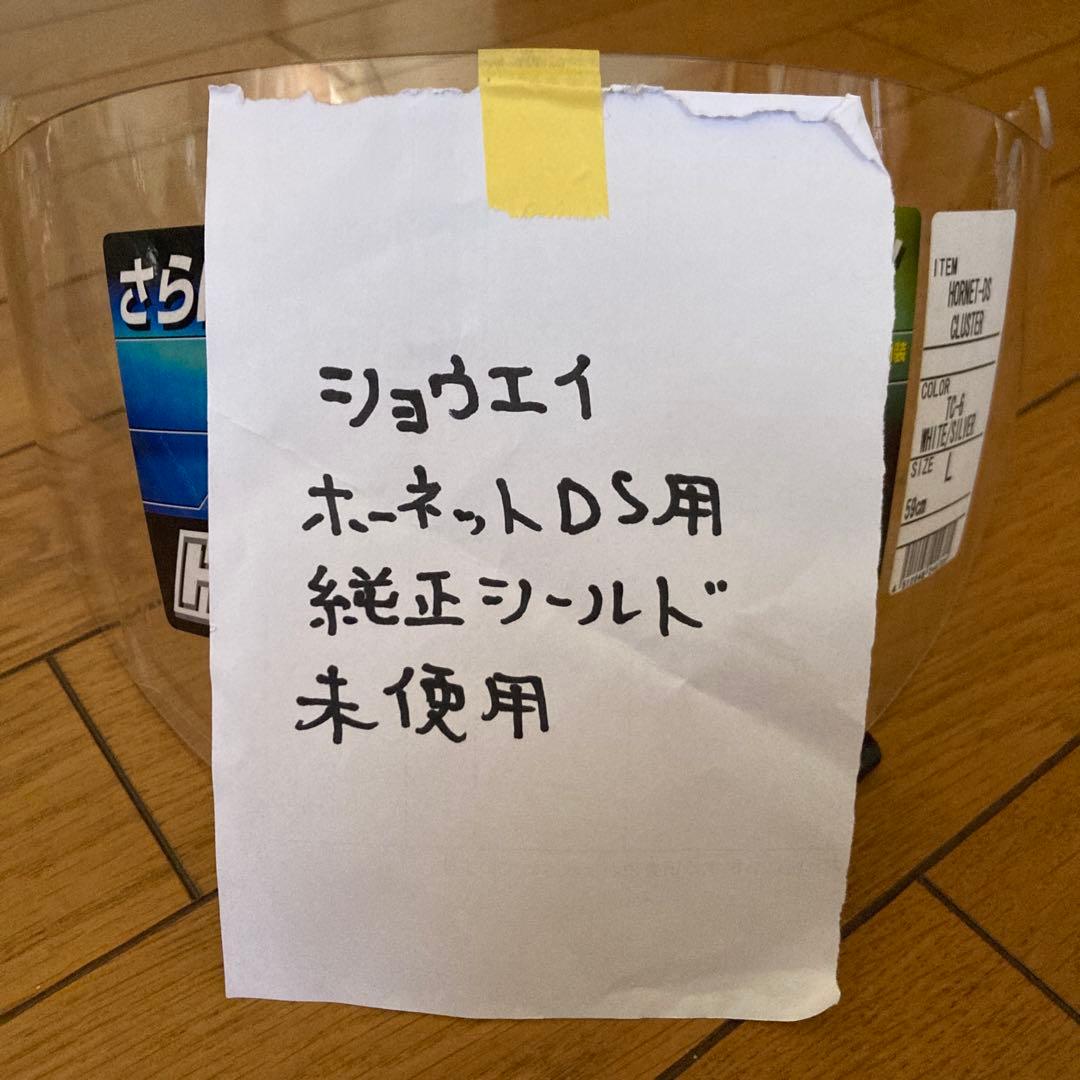 さら
ショウエイ
ホーネットDS用
純正シールド
未使用
ITEM
HORNET-DS
CLUSTER
COLOR
TC-6
WHITE/SILVER
SIZE L
59cm